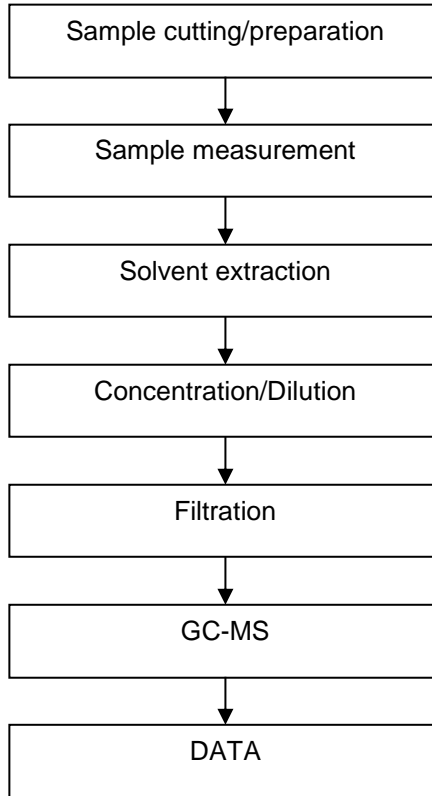 Sample cutting/preparation
Sample measurement
Solvent extraction
Concentration/Dilution
Filtration
GC-MS
DATA